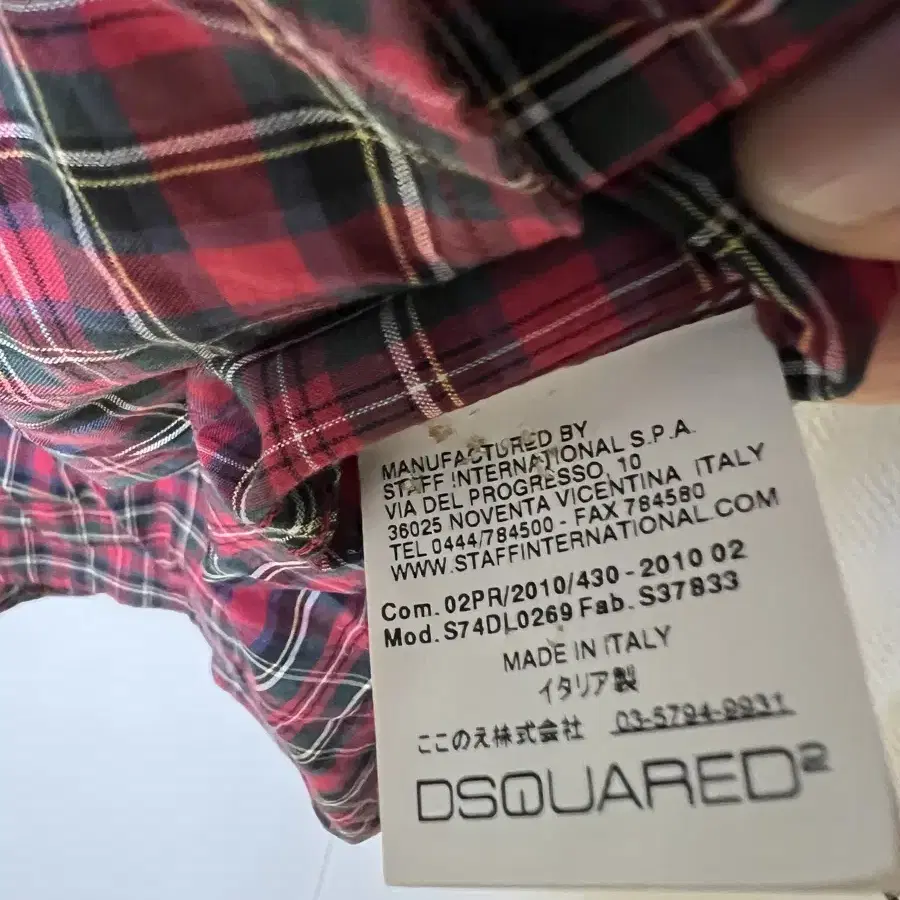 MANUFACTURED BY
STAFF INTERNATIONAL S.P.A.
VIA DEL PROGRESSO, 10
36025 NOVENTA VICENTINA ITALY
TEL 0444/784500 - FAX 784580
WWW.STAFFINTERNATIONAL.COM
Com. 02PR/2010/430 - 2010 02
Mod. S74DL0269 Fab. S37833
MADE IN ITALY
イタリア製
ここのえ株式会社 03-5794-9931
DSQUARED2